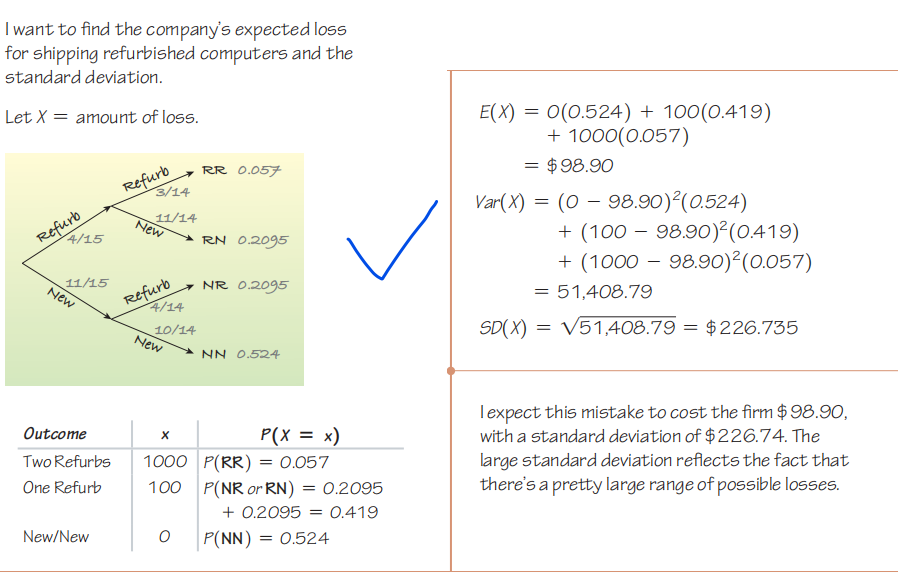 I want to find the company's expected loss
for shipping refurbished computers and the
standard deviation.
Let X = amount of loss.
Refurb
4/15
New
11/15
Refurb
3/14
RR 0.057
New
11/14
RN 0.2095
Refurb
4/14
NR 0.2095
New
10/14
NN 0.524
Outcome x P(X = x)
Two Refurbs 1000 P(RR) = 0.057
One Refurb 100 P(NR or RN) = 0.2095
+ 0.2095 = 0.419
New/New 0 P(NN) = 0.524
E(X) = 0(0.524) + 100(0.419)
+ 1000(0.057)
= $98.90
Var(X) = (0 − 98.90)²(0.524)
+ (100 − 98.90)²(0.419)
+ (1000 − 98.90)²(0.057)
= 51,408.79
SD(X) = √51,408.79 = $226.735
I expect this mistake to cost the firm $98.90,
with a standard deviation of $226.74. The
large standard deviation reflects the fact that
there's a pretty large range of possible losses.